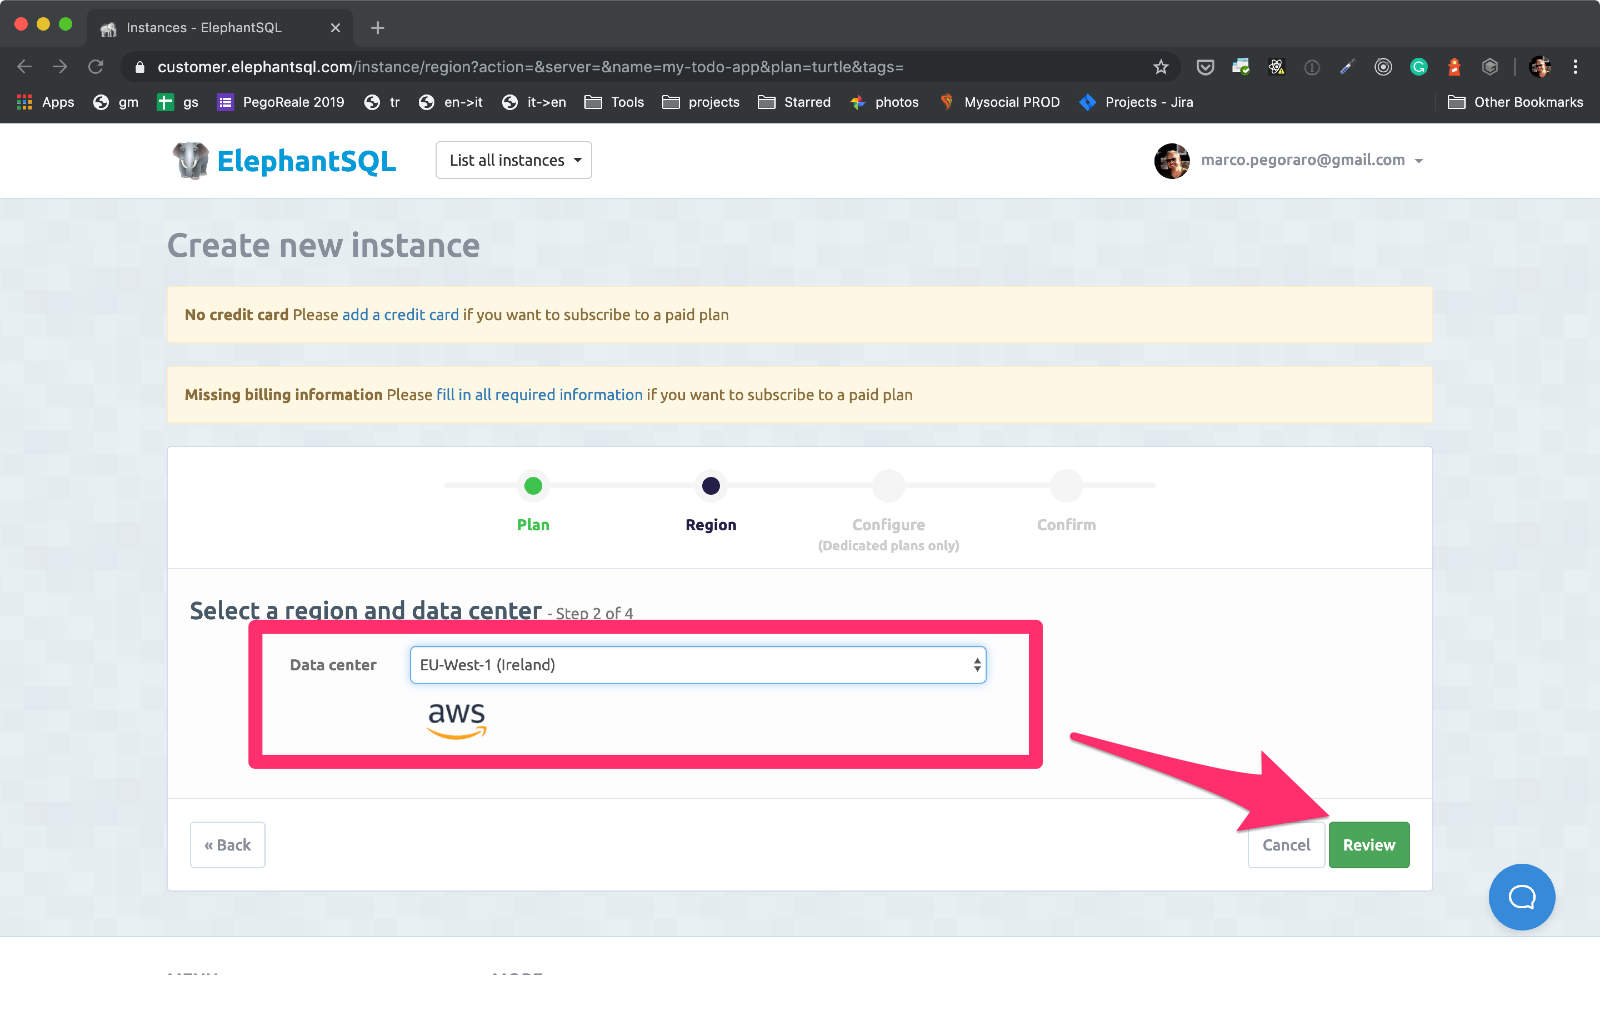 Instances - ElephantSQL
customer.elephantsql.com/instance/region?action=&server=&name=my-todo-app&plan=turtle&tags=
Apps gm gs PegoReale 2019 tr en->it it->en Tools projects Starred photos Mysocial PROD Projects - Jira Other Bookmarks
ElephantSQL List all instances marco.pegoraro@gmail.com
Create new instance
No credit card Please add a credit card if you want to subscribe to a paid plan
Missing billing information Please fill in all required information if you want to subscribe to a paid plan
Plan Region Configure Confirm
(Dedicated plans only)
Select a region and data center - Step 2 of 4
Data center EU-West-1 (Ireland)
aws
« Back Cancel Review